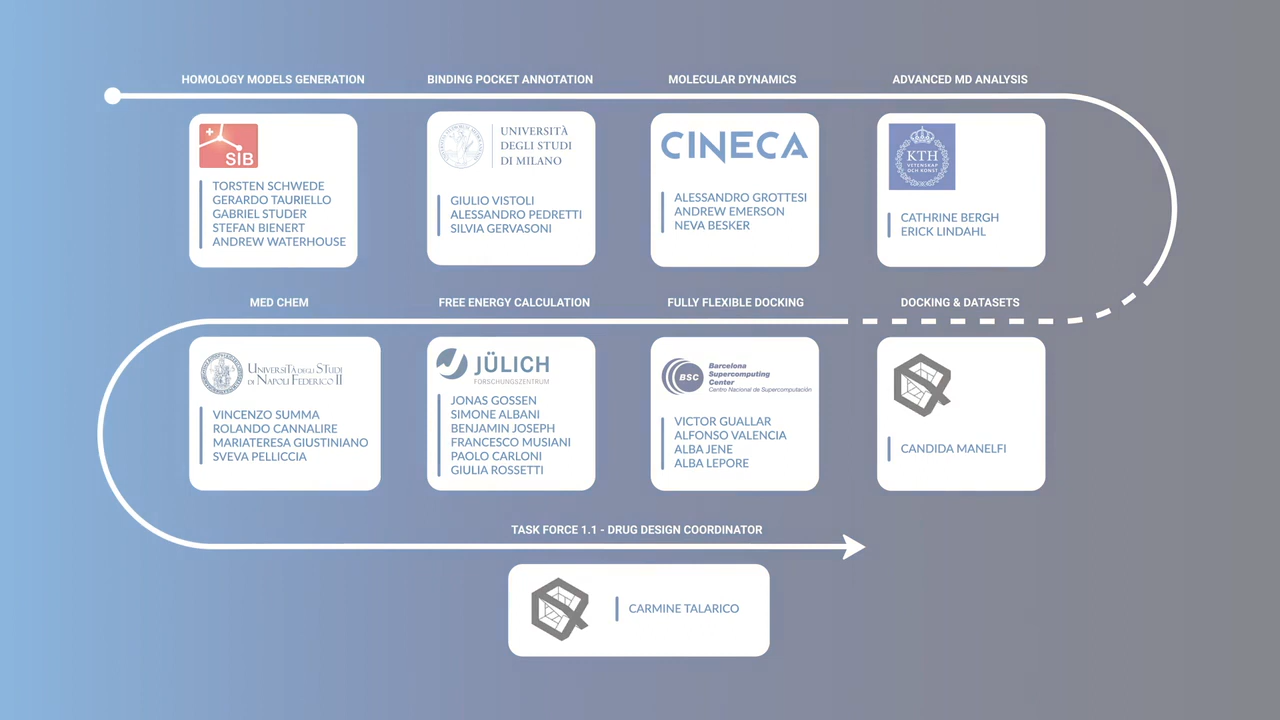 HOMOLOGY MODELS GENERATION
BINDING POCKET ANNOTATION
MOLECULAR DYNAMICS
ADVANCED MD ANALYSIS
SIB
TORSTEN SCHWEDE
GERARDO TAURIELLO
GABRIEL STUDER
STEFAN BIENERT
ANDREW WATERHOUSE
UNIVERSITÀ
DEGLI STUDI
DI MILANO
GIULIO VISTOLI
ALESSANDRO PEDRETTI
SILVIA GERVASONI
CINECA
ALESSANDRO GROTTESI
ANDREW EMERSON
NEVA BESKER
KTH
VETENSKAP
OCH KONST
CATHRINE BERGH
ERICK LINDAHL
MED CHEM
FREE ENERGY CALCULATION
FULLY FLEXIBLE DOCKING
DOCKING & DATASETS
UNIVERSITÀ DEGLI STUDI
DI NAPOLI FEDERICO II
VINCENZO SUMMA
ROLANDO CANNALIRE
MARIATERESA GIUSTINIANO
SVEVA PELLICCIA
JÜLICH
FORSCHUNGSZENTRUM
JONAS GOSSEN
SIMONE ALBANI
BENJAMIN JOSEPH
FRANCESCO MUSIANI
PAOLO CARLONI
GIULIA ROSSETTI
BSC
Barcelona
Supercomputing
Center
Centro Nacional de Supercomputación
VICTOR GUALLAR
ALFONSO VALENCIA
ALBA JENE
ALBA LEPORE
CANDIDA MANELFI
TASK FORCE 1.1 - DRUG DESIGN COORDINATOR
CARMINE TALARICO